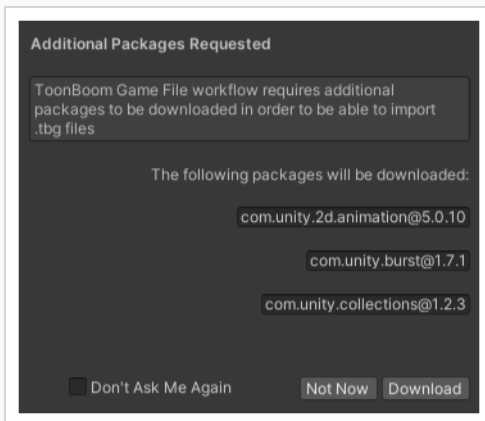 Additional Packages Requested
ToonBoom Game File workflow requires additional
packages to be downloaded in order to be able to import
.tbg files
The following packages will be downloaded:
com.unity.2d.animation@5.0.10
com.unity.burst@1.7.1
com.unity.collections@1.2.3
Don't Ask Me Again Not Now Download